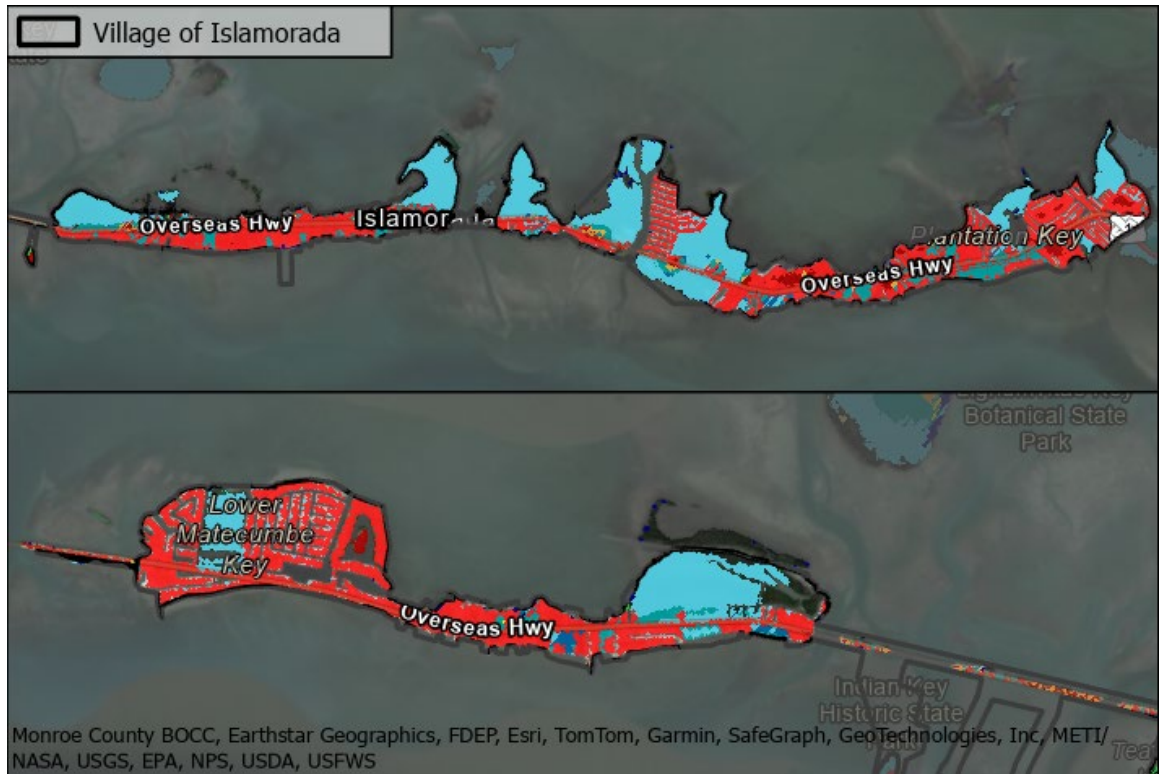 Village of Islamorada
Overseas Hwy
Islamor
Plantation Key
Overseas Hwy
Botanical State
Park
Lower
Matecumbe
Key
Overseas Hwy
Indian Key
Historic State
Monroe County BOCC, Earthstar Geographics, FDEP, Esri, TomTom, Garmin, SafeGraph, GeoTechnologies, Inc, METI/
NASA, USGS, EPA, NPS, USDA, USFWS